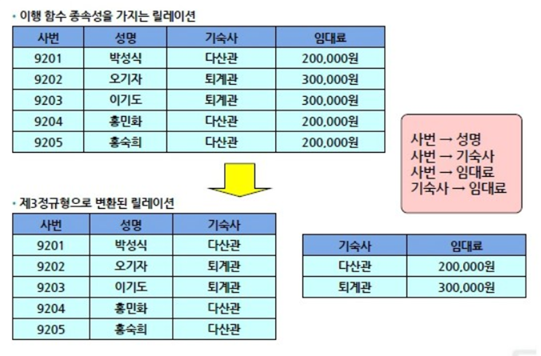 • 이행 함수 종속성을 가지는 릴레이션
사번 성명 기숙사 임대료
9201 박성식 다산관 200,000원
9202 오기자 퇴계관 300,000원
9203 이기도 퇴계관 300,000원
9204 홍민화 다산관 200,000원
9205 홍숙희 다산관 200,000원
사번 → 성명
사번 → 기숙사
사번 → 임대료
기숙사 → 임대료
• 제3정규형으로 변환된 릴레이션
사번 성명 기숙사
9201 박성식 다산관
9202 오기자 퇴계관
9203 이기도 퇴계관
9204 홍민화 다산관
9205 홍숙희 다산관
기숙사 임대료
다산관 200,000원
퇴계관 300,000원